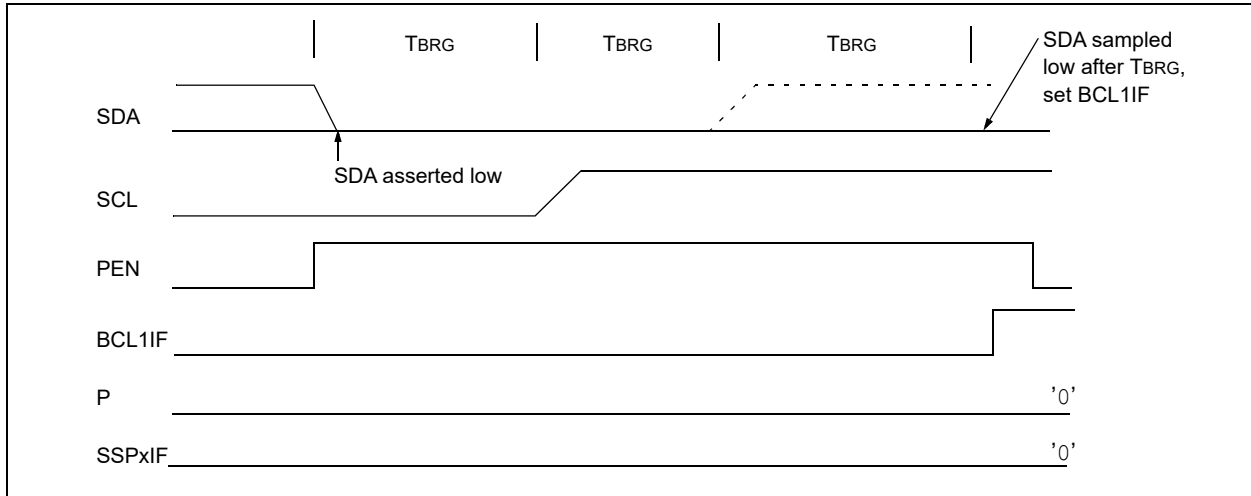 TBRG TBRG TBRG
SDA sampled
low after TBRG,
set BCL1IF
SDA
SDA asserted low
SCL
PEN
BCL1IF
P '0'
SSPxIF '0'